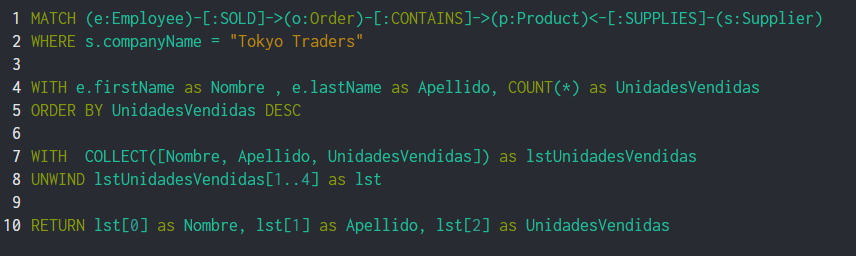 1 MATCH (e:Employee)-[:SOLD]->(o:Order)-[:CONTAINS]->(p:Product)<-[:SUPPLIES]-(s:Supplier)
2 WHERE s.companyName = "Tokyo Traders"
3
4 WITH e.firstName as Nombre , e.lastName as Apellido, COUNT(*) as UnidadesVendidas
5 ORDER BY UnidadesVendidas DESC
6
7 WITH  COLLECT([Nombre, Apellido, UnidadesVendidas]) as lstUnidadesVendidas
8 UNWIND lstUnidadesVendidas[1..4] as lst
9
10 RETURN lst[0] as Nombre, lst[1] as Apellido, lst[2] as UnidadesVendidas